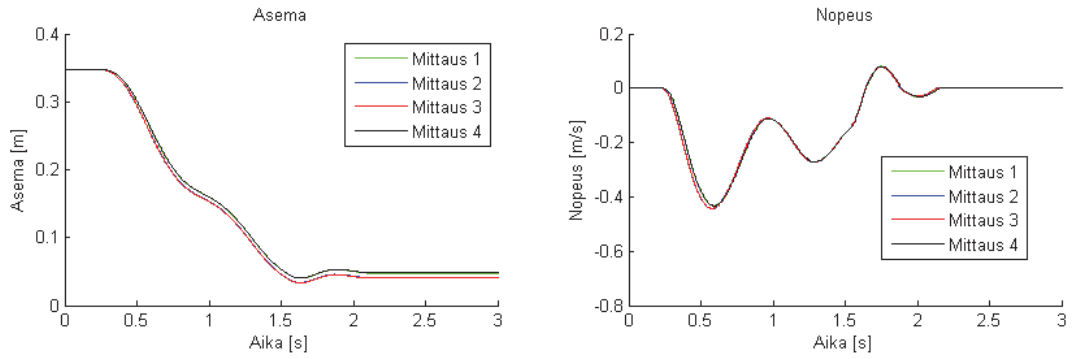 Asema
0.4
0.3
0.2
0.1
0
Asema [m]
0
0.5
1
1.5
2
2.5
3
Aika [s]
Mittaus 1
Mittaus 2
Mittaus 3
Mittaus 4
Nopeus
0.2
0
-0.2
-0.4
-0.6
-0.8
Nopeus [m/s]
0
0.5
1
1.5
2
2.5
3
Aika [s]
Mittaus 1
Mittaus 2
Mittaus 3
Mittaus 4